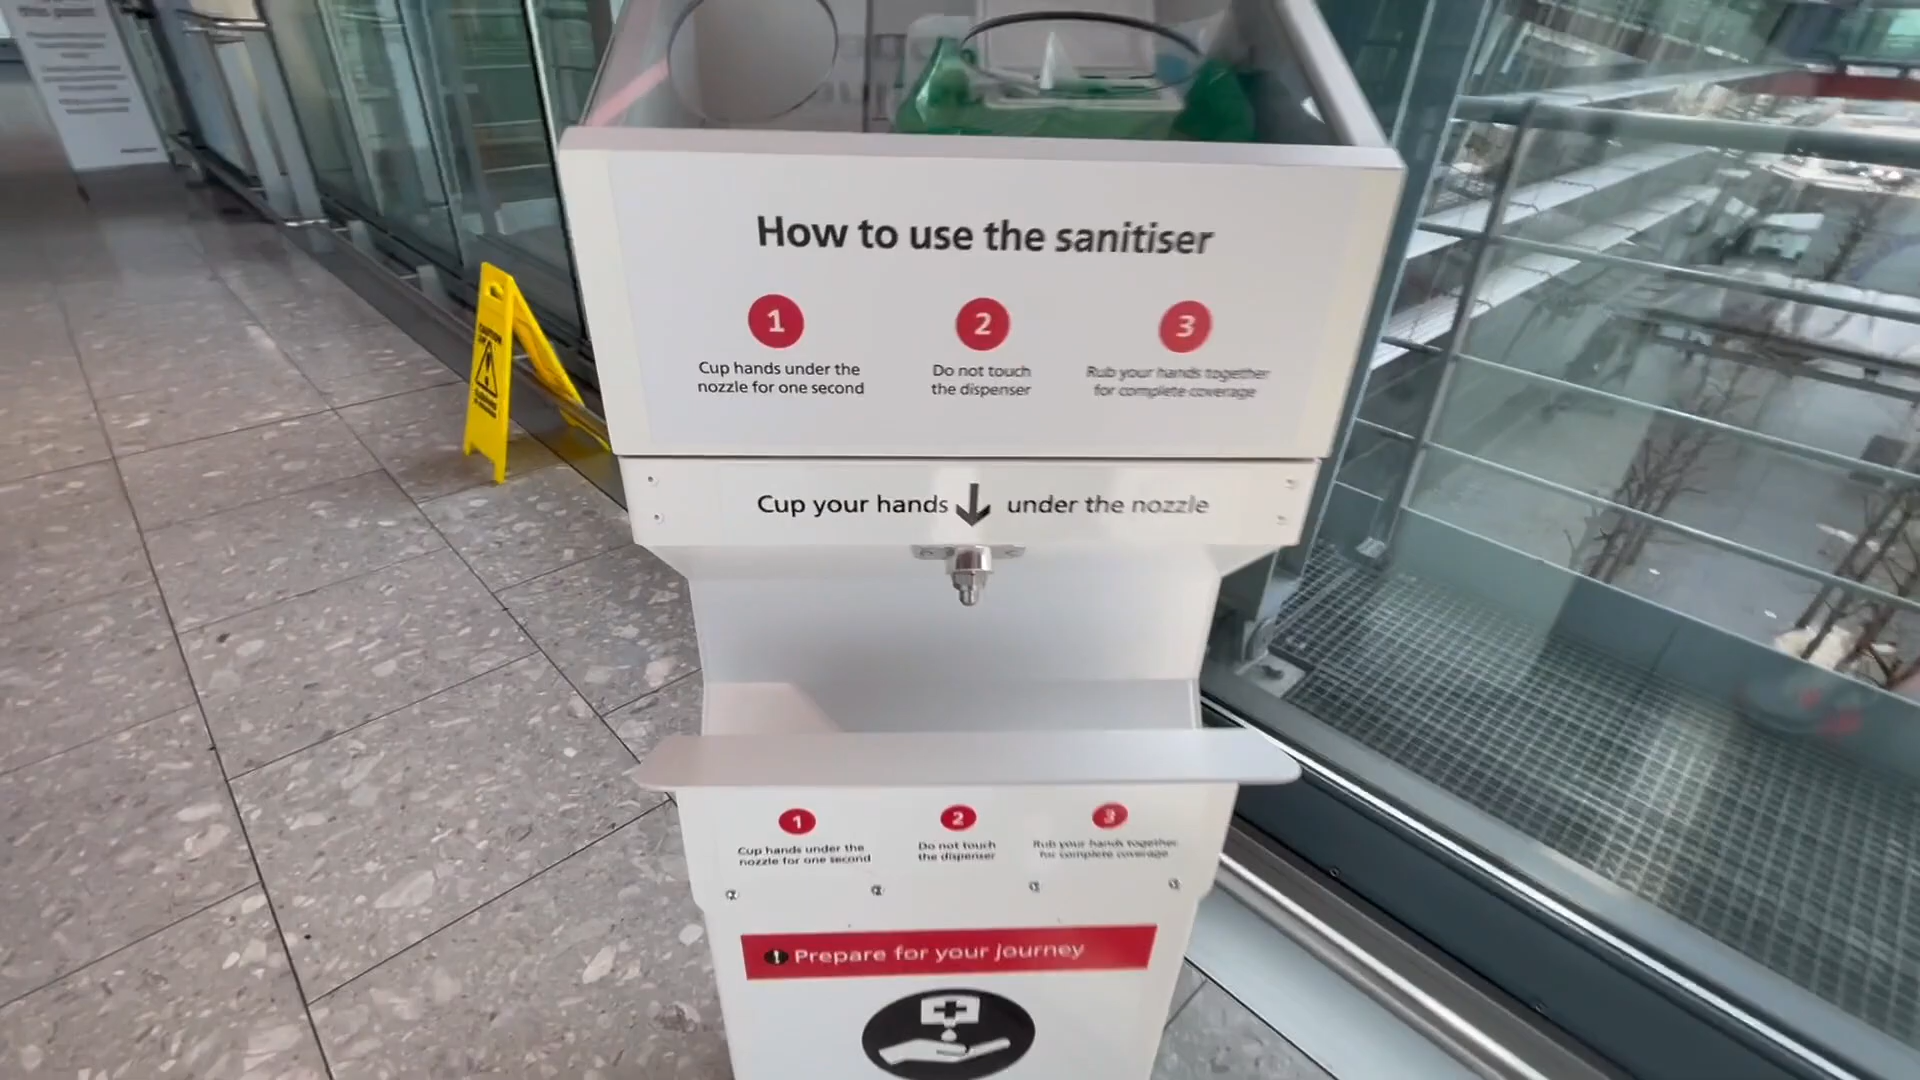 How to use the sanitiser
1
2
3
Cup hands under the
nozzle for one second
Do not touch
the dispenser
Rub your hands together
for complete coverage
Cup your hands under the nozzle
1
2
3
Cup hands under the
nozzle for one second
Do not touch
the dispenser
Rub your hands together
for complete coverage
! Prepare for your journey
CAUTION